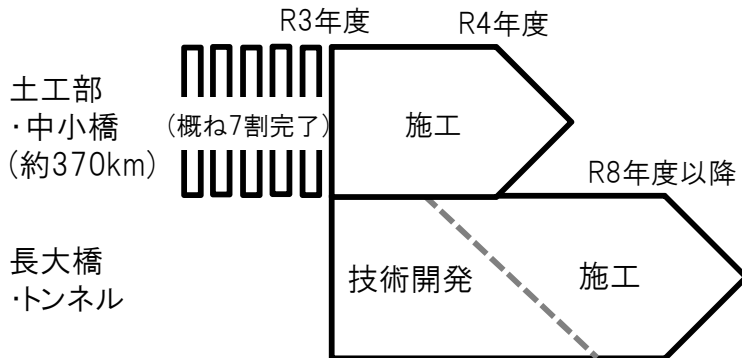 R3年度
R4年度
土工部
・中小橋
(約370km)
(概ね7割完了)
施工
R8年度以降
長大橋
・トンネル
技術開発
施工